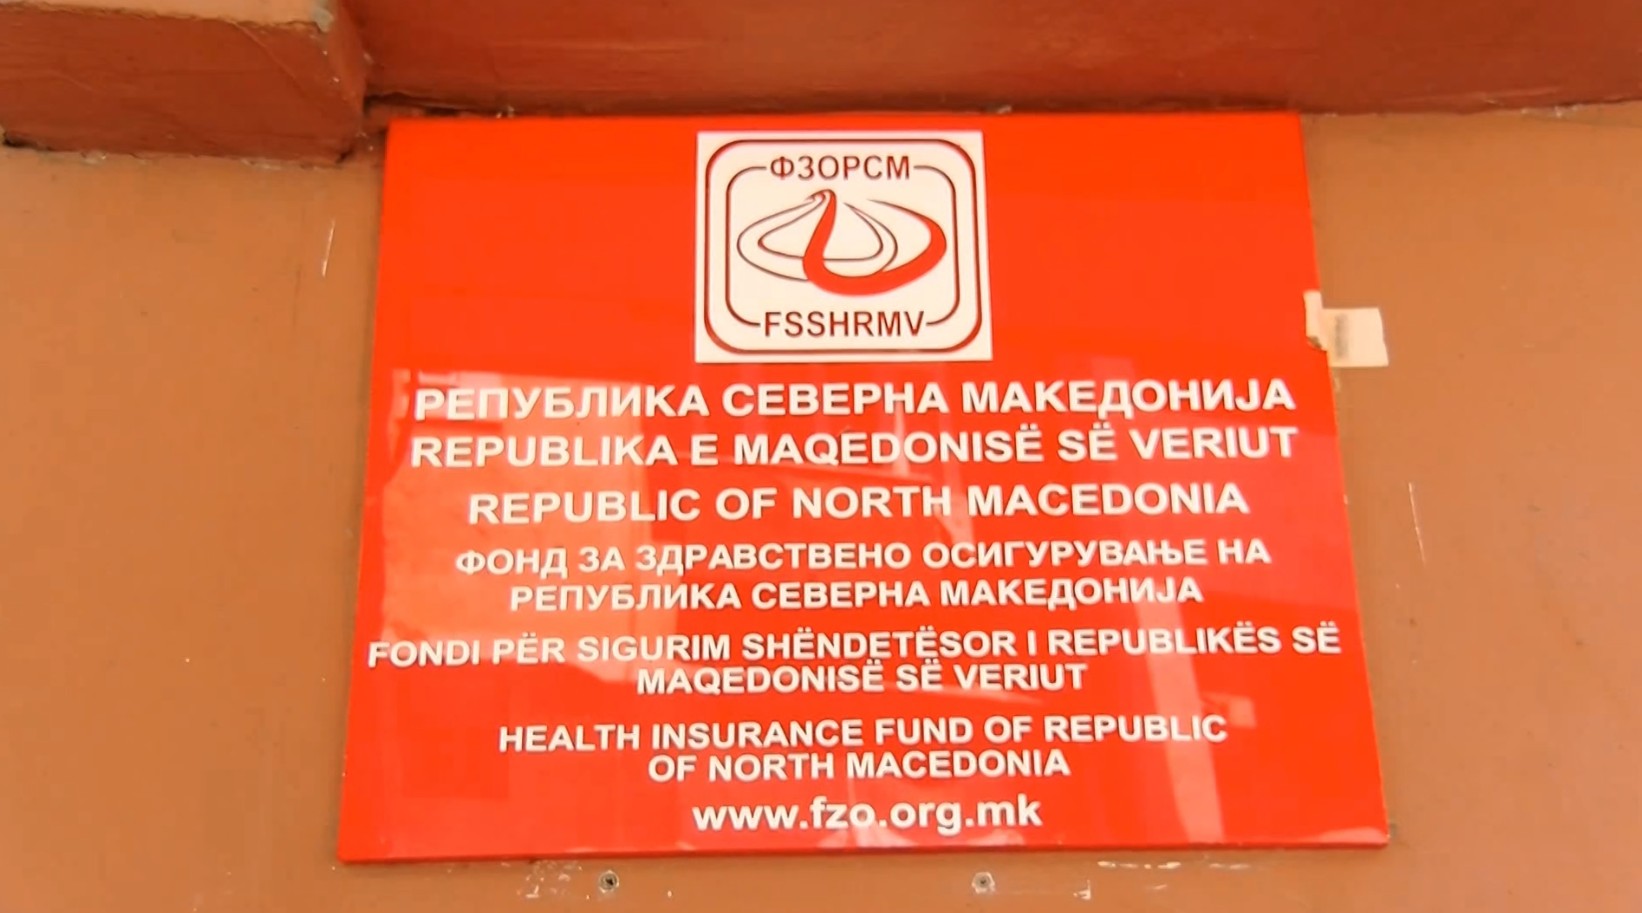 ФЗОРСМ
FSSHRMV
РЕПУБЛИКА СЕВЕРНА МАКЕДОНИЈА
REPUBLIKA E MAQEDONISË SË VERIUT
REPUBLIC OF NORTH MACEDONIA
ФОНД ЗА ЗДРАВСТВЕНО ОСИГУРУВАЊЕ НА
РЕПУБЛИКА СЕВЕРНА МАКЕДОНИЈА
FONDI PËR SIGURIM SHËNDETËSOR I REPUBLIKËS SË
MAQEDONISË SË VERIUT
HEALTH INSURANCE FUND OF REPUBLIC
OF NORTH MACEDONIA
www.fzo.org.mk